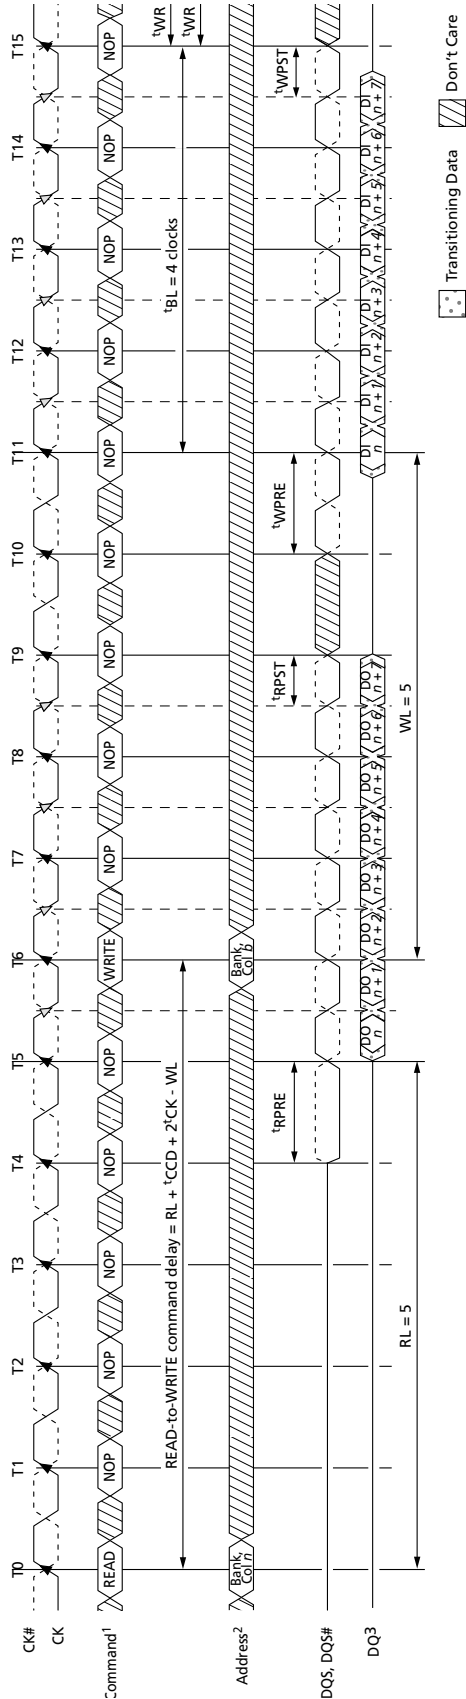 T0 T1 T2 T3 T4 T5 T6 T7 T8 T9 T10 T11 T12 T13 T14 T15
CK#
CK
Command1 READ NOP NOP NOP NOP NOP WRITE NOP NOP NOP NOP NOP NOP NOP NOP NOP
tWR
tWR
READ-to-WRITE command delay = RL + tCCD + 2tCK - WL
tBL = 4 clocks
Address2 Bank, Col n Bank, Col b
tRPRE tRPST tWPRE tWPST
DQS, DQS#
DQ3 DO n DO n + 1 DO n + 2 DO n + 3 DO n + 4 DO n + 5 DO n + 6 DO n + 7 DI n DI n + 1 DI n + 2 DI n + 3 DI n + 4 DI n + 5 DI n + 6 DI n + 7
RL = 5 WL = 5
Transitioning Data Don't Care